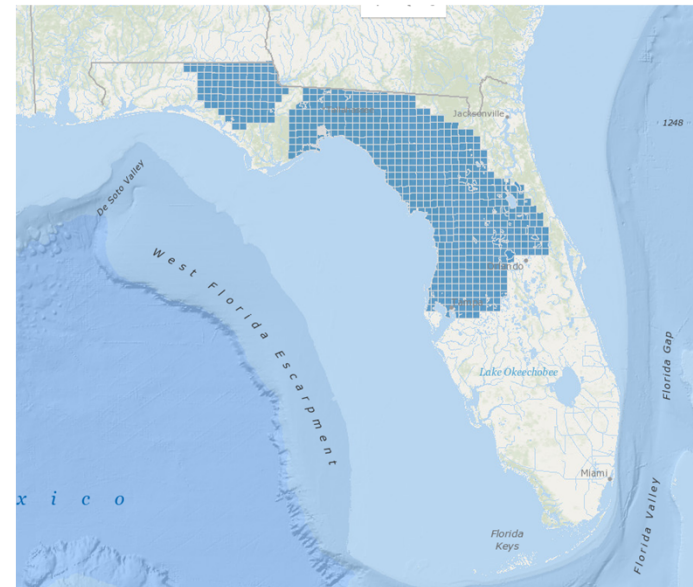 Jacksonville
1248
De Soto Valley
West Florida Escarpment
Orlando
Florida Gap
Lake Okeechobee
Miami
x i c o
Florida
Keys
Florida Valley